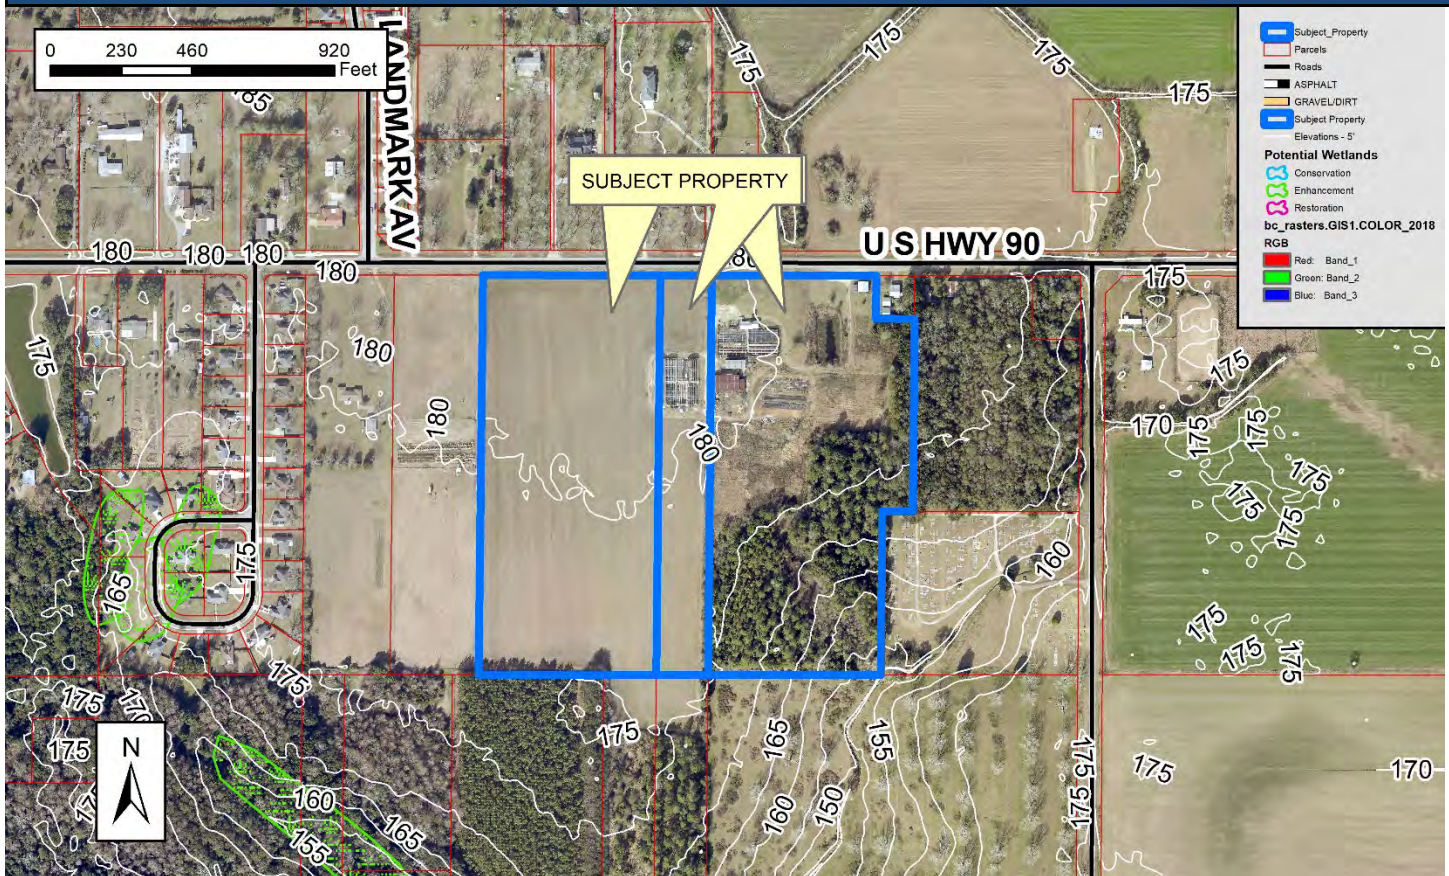 0 230 460 920
Feet
185
LANDMARK AV
175
175
175
175
SUBJECT PROPERTY
U S HWY 90
180
180
180
180
175
175
180
180
180
175
170
175
175
175
175
175
165
175
160
175
175
175
175
175
170
175
160
155
165
175
165
155
160
150
175
175
175
170
N
Subject_Property
Parcels
Roads
ASPHALT
GRAVEL/DIRT
Subject Property
Elevations - 5'
Potential Wetlands
Conservation
Enhancement
Restoration
bc_rasters.GIS1.COLOR_2018
RGB
Red: Band_1
Green: Band_2
Blue: Band_3